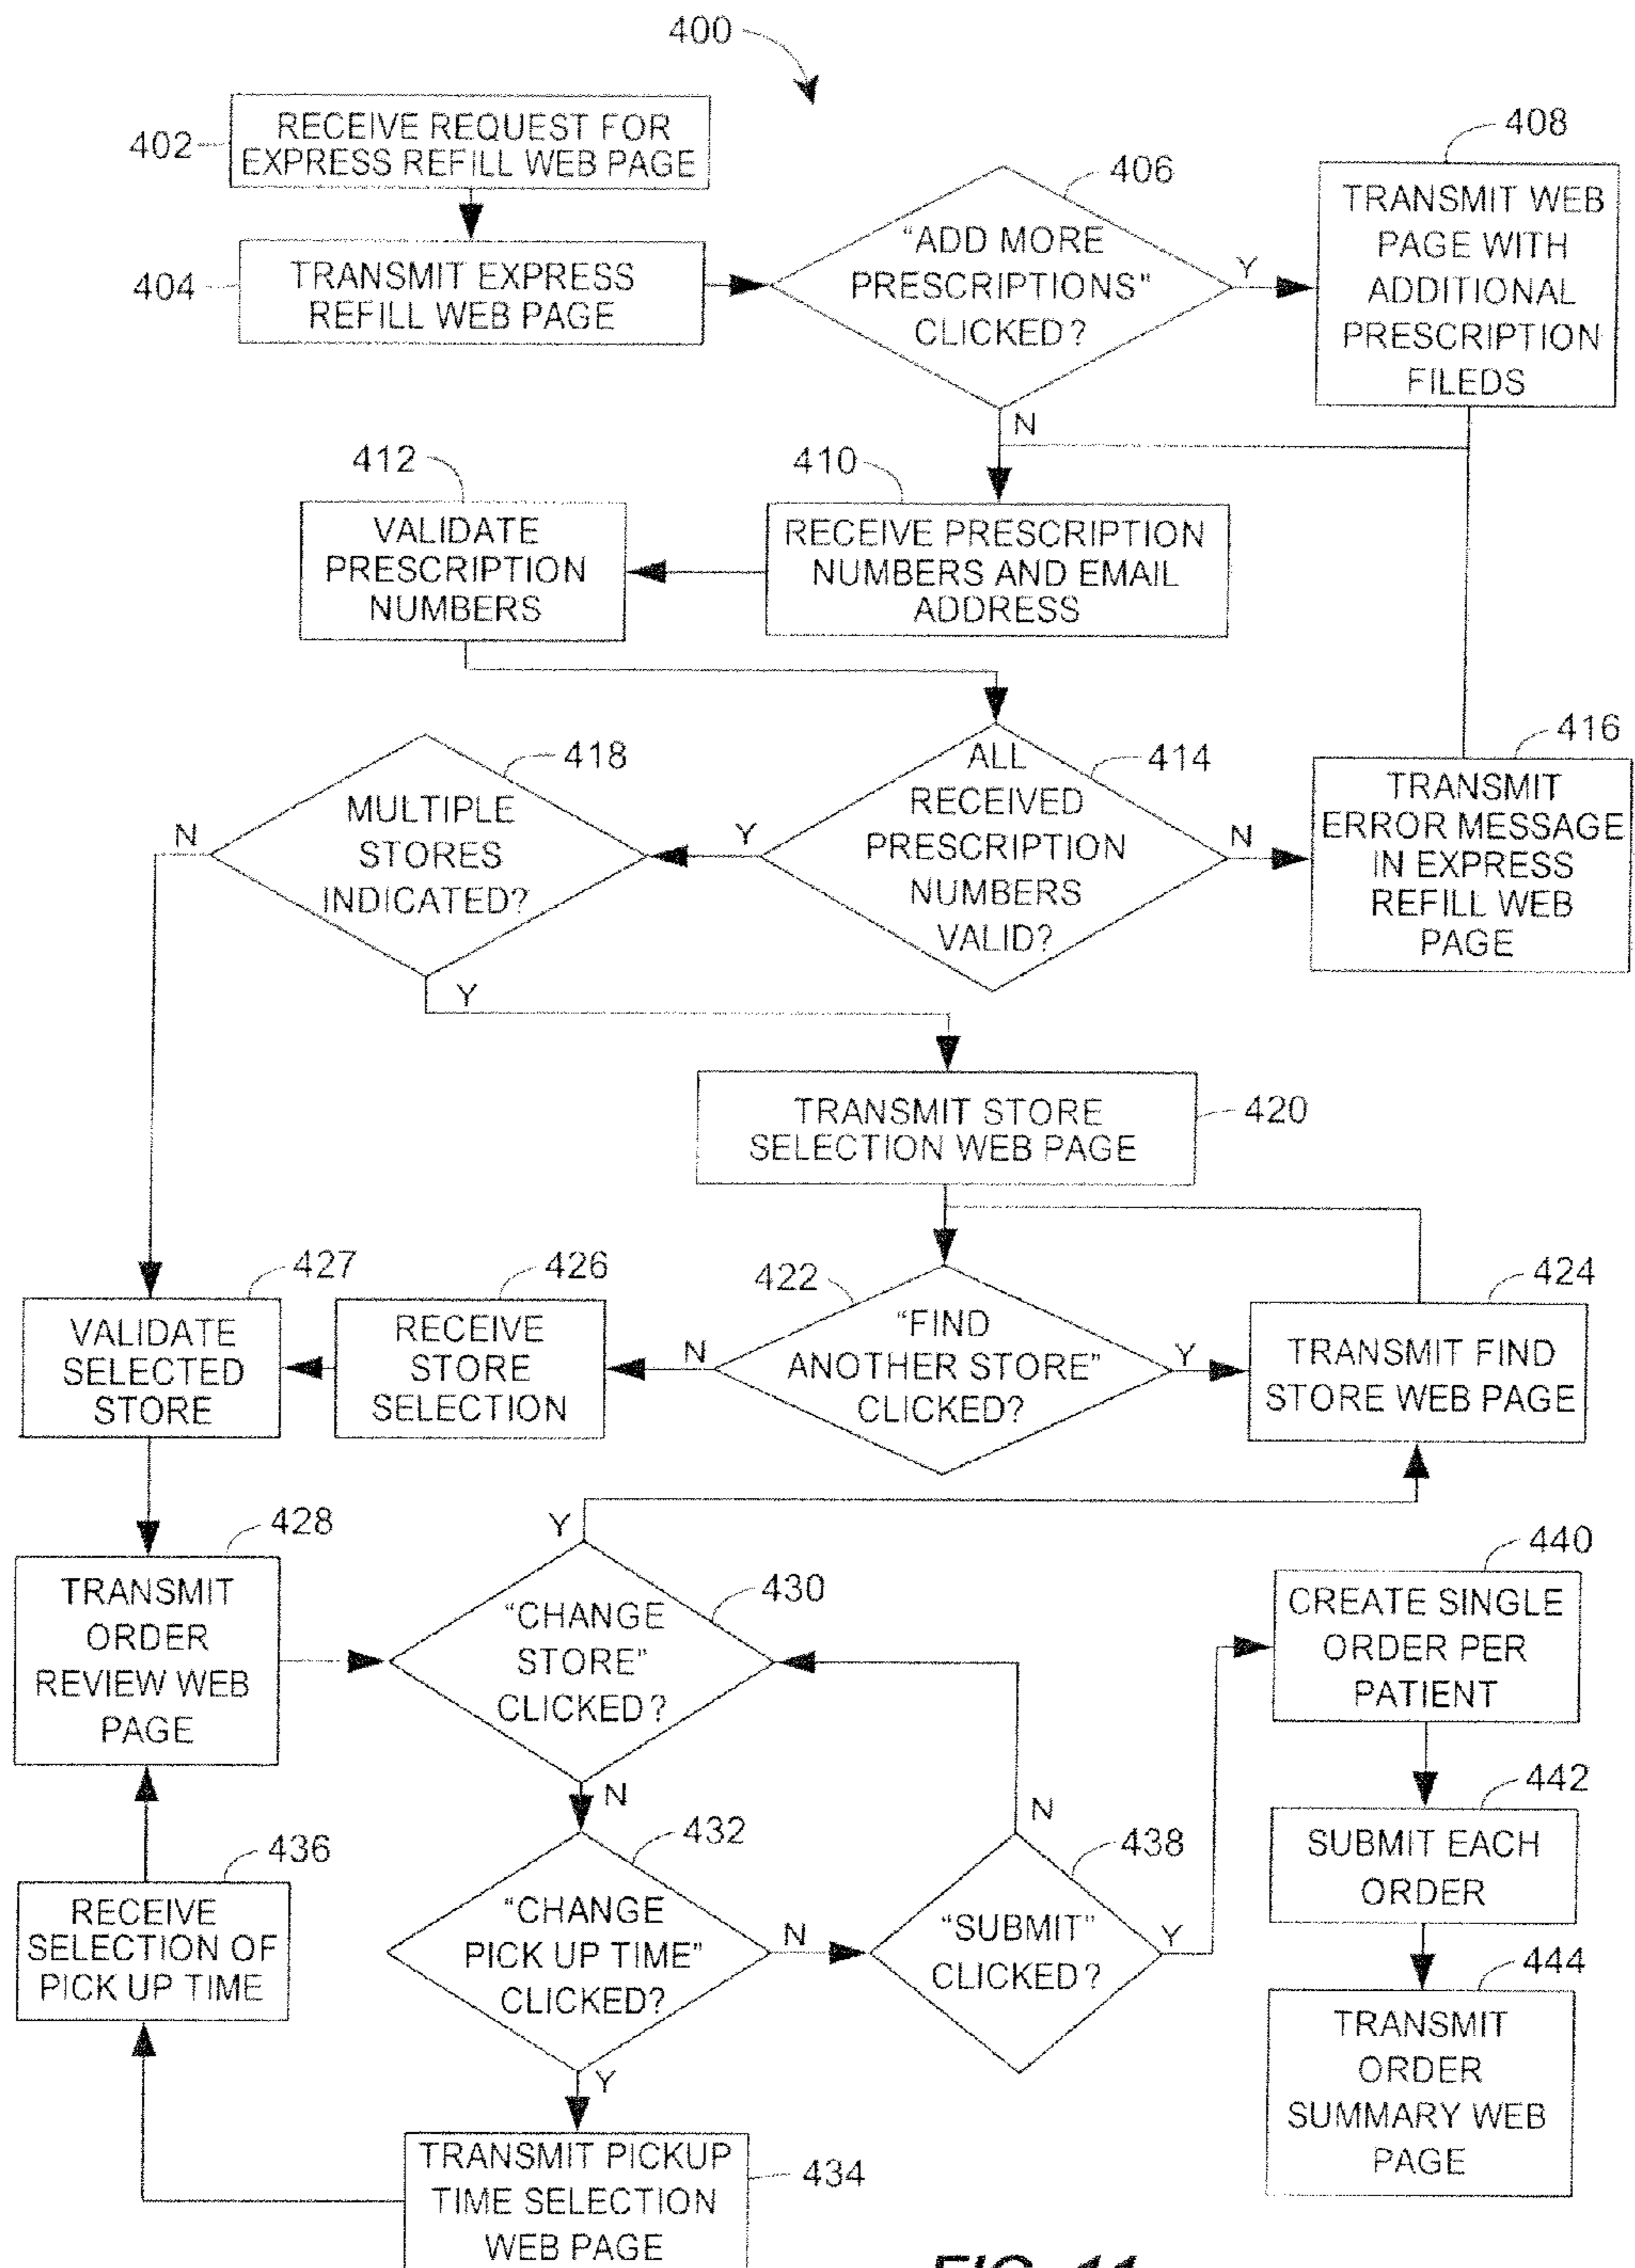 400
402
RECEIVE REQUEST FOR
EXPRESS REFILL WEB PAGE
404
TRANSMIT EXPRESS
REFILL WEB PAGE
406
"ADD MORE
PRESCRIPTIONS"
CLICKED?
Y
N
408
TRANSMIT WEB
PAGE WITH
ADDITIONAL
PRESCRIPTION
FILEDS
410
RECEIVE PRESCRIPTION
NUMBERS AND EMAIL
ADDRESS
412
VALIDATE
PRESCRIPTION
NUMBERS
414
ALL
RECEIVED
PRESCRIPTION
NUMBERS
VALID?
Y
N
416
TRANSMIT
ERROR MESSAGE
IN EXPRESS
REFILL WEB
PAGE
418
MULTIPLE
STORES
INDICATED?
N
Y
420
TRANSMIT STORE
SELECTION WEB PAGE
422
"FIND
ANOTHER STORE"
CLICKED?
N
Y
424
TRANSMIT FIND
STORE WEB PAGE
426
RECEIVE
STORE
SELECTION
427
VALIDATE
SELECTED
STORE
428
TRANSMIT
ORDER
REVIEW WEB
PAGE
430
"CHANGE
STORE"
CLICKED?
Y
N
432
"CHANGE
PICK UP TIME"
CLICKED?
N
Y
434
TRANSMIT PICKUP
TIME SELECTION
WEB PAGE
436
RECEIVE
SELECTION OF
PICK UP TIME
438
"SUBMIT"
CLICKED?
N
Y
440
CREATE SINGLE
ORDER PER
PATIENT
442
SUBMIT EACH
ORDER
444
TRANSMIT
ORDER
SUMMARY WEB
PAGE
FIG. 11